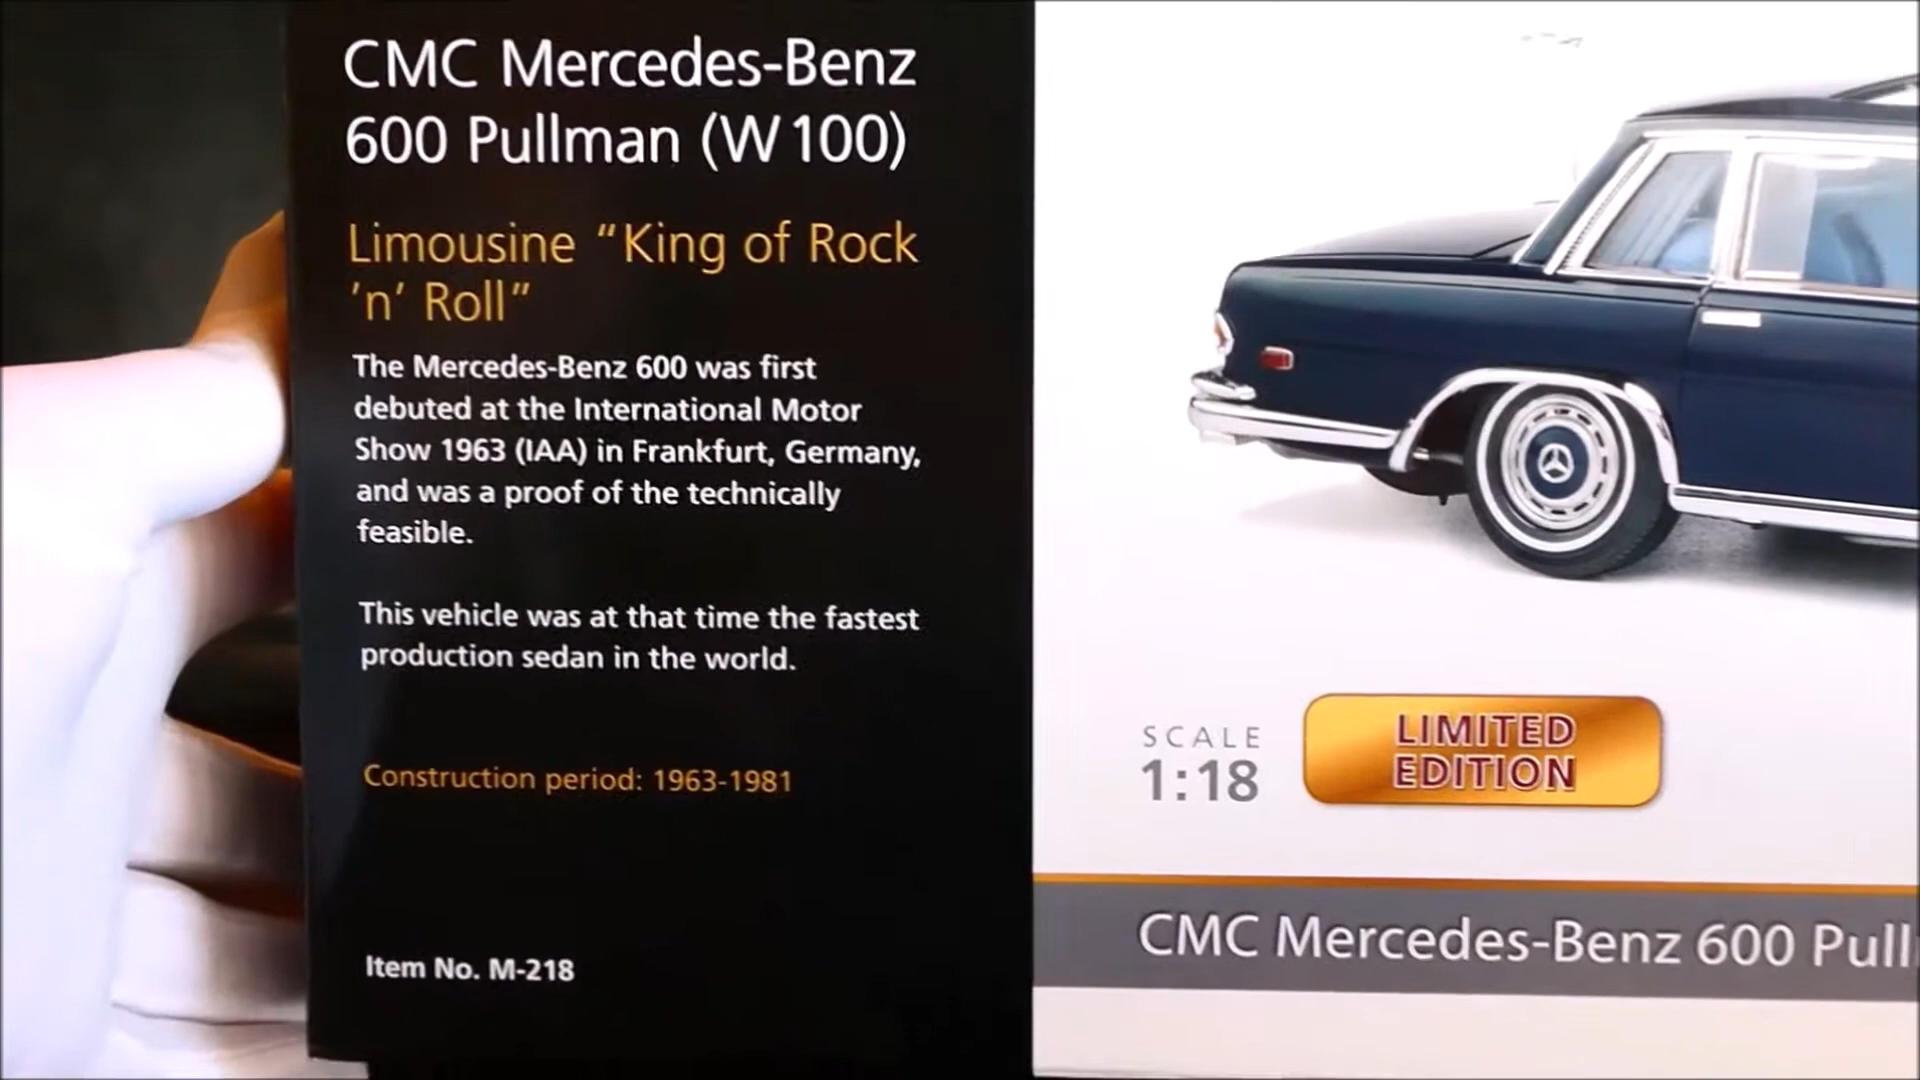 CMC Mercedes-Benz
600 Pullman (W 100)
Limousine “King of Rock
’n’ Roll”
The Mercedes-Benz 600 was first
debuted at the International Motor
Show 1963 (IAA) in Frankfurt, Germany,
and was a proof of the technically
feasible.
This vehicle was at that time the fastest
production sedan in the world.
Construction period: 1963-1981
Item No. M-218
SCALE
1:18
LIMITED
EDITION
CMC Mercedes-Benz 600 Pull